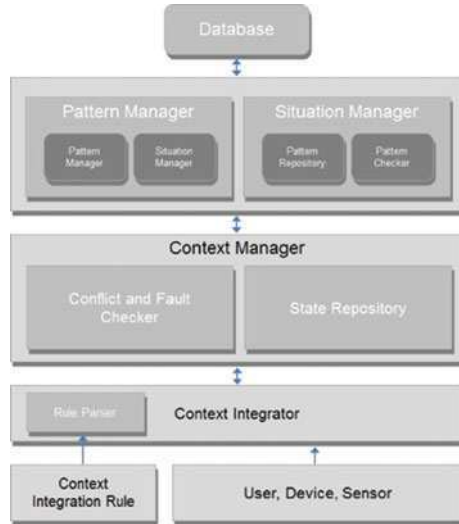 Database
Pattern Manager
Situation Manager
Pattern
Manager
Situation
Manager
Pattern
Repository
Pattern
Checker
Context Manager
Conflict and Fault
Checker
State Repository
Rule Parser
Context Integrator
Context
Integration Rule
User, Device, Sensor